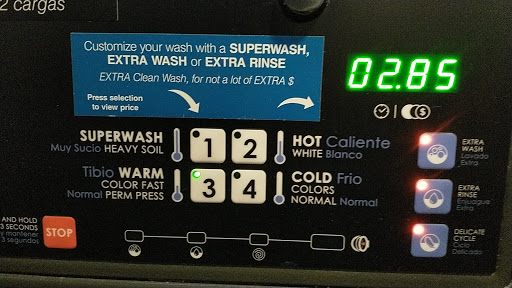 2 cargas
Customize your wash with a SUPERWASH,
EXTRA WASH or EXTRA RINSE
EXTRA Clean Wash, for not a lot of EXTRA $
Press selection
to view price
02.85
$
SUPERWASH
Muy Sucio HEAVY SOIL
1
2
HOT Caliente
WHITE Blanco
EXTRA
WASH
Lavado
Extra
Tibio WARM
COLOR FAST
Normal PERM PRESS
3
4
COLD Frio
COLORS
NORMAL Normal
EXTRA
RINSE
Enjuague
Extra
AND HOLD
3 SECONDS
mantener
3 segundos
STOP
DELICATE
CYCLE
Ciclo
Delicado